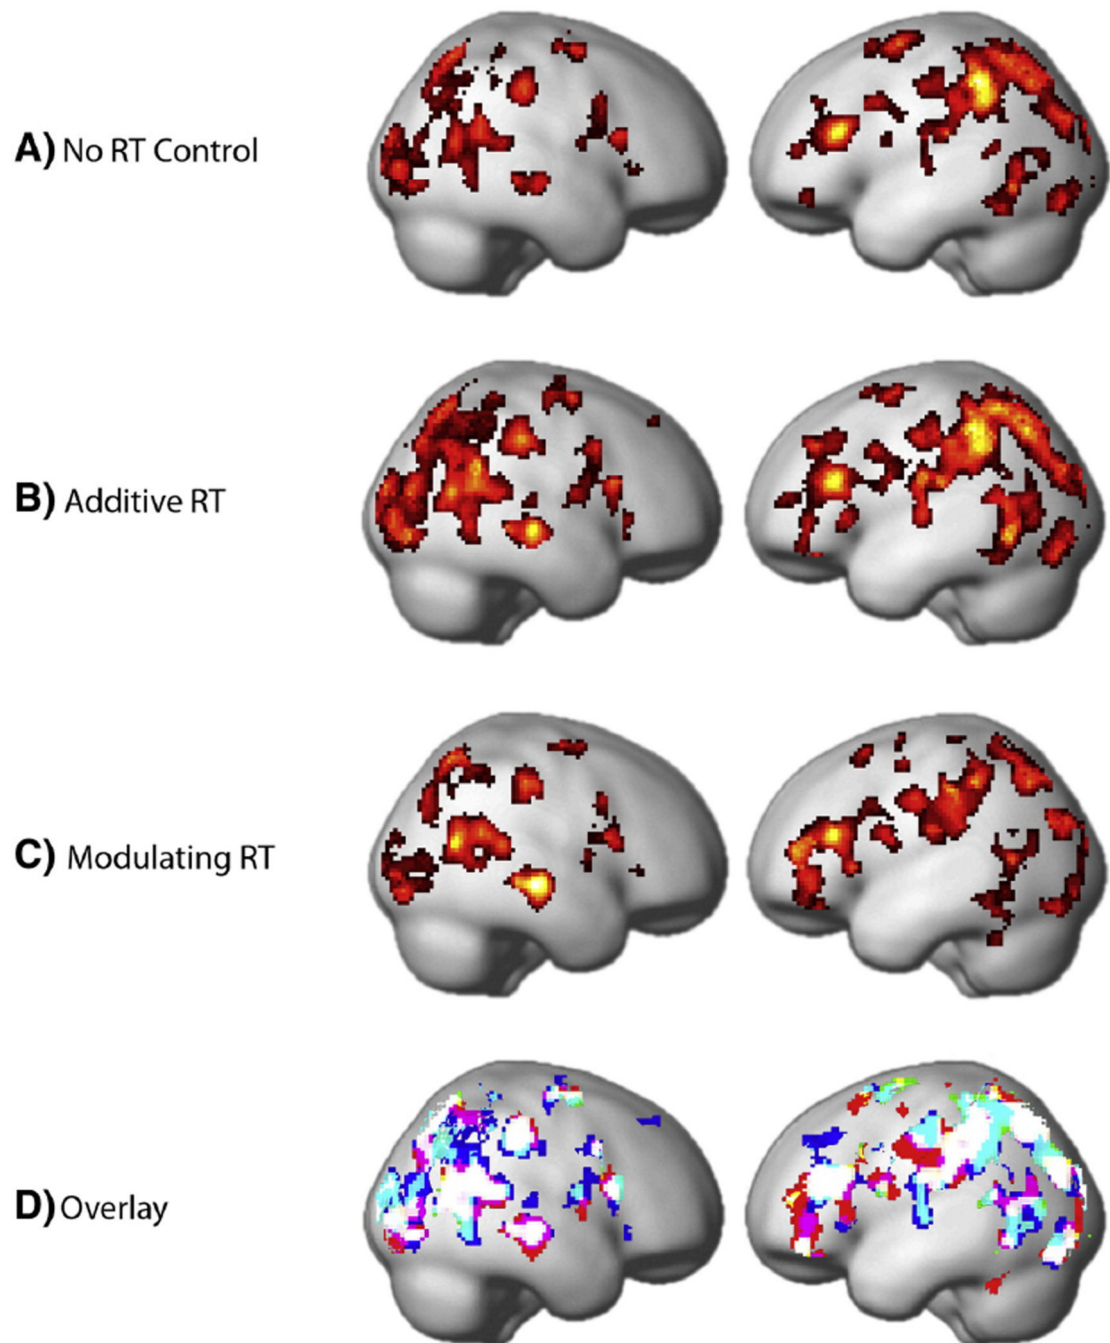 A) No RT Control
B) Additive RT
C) Modulating RT
D) Overlay